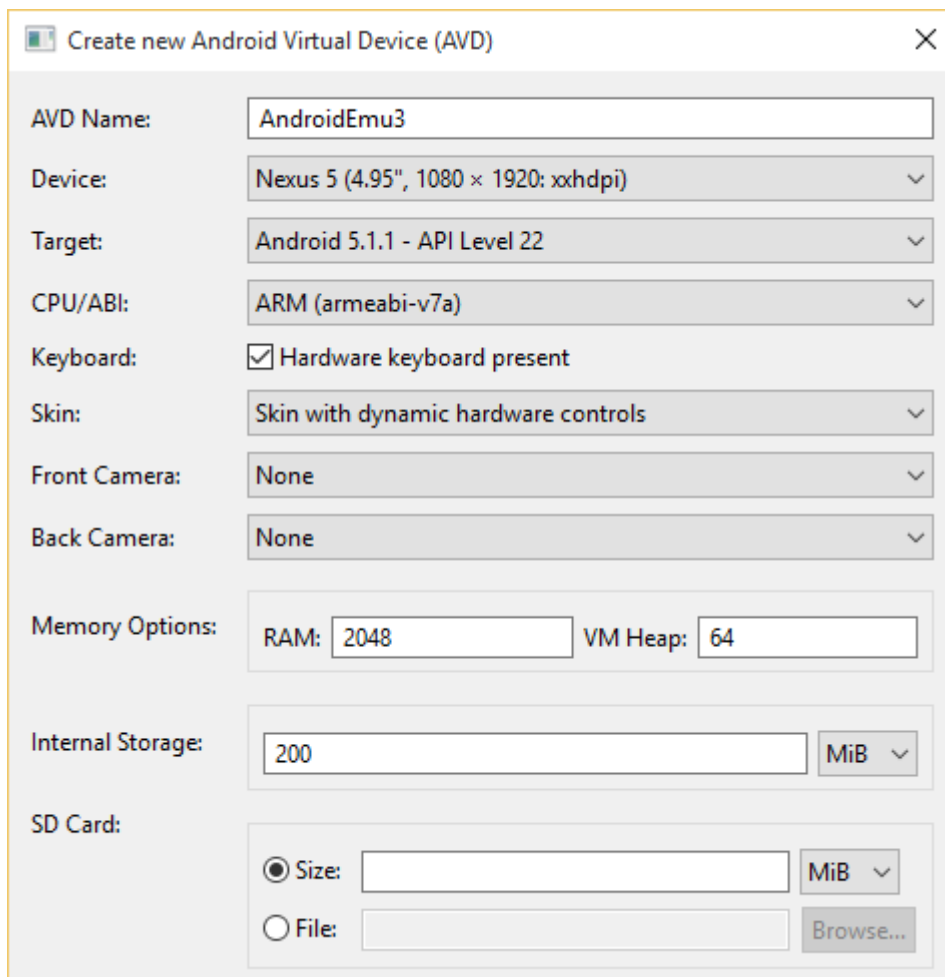 Create new Android Virtual Device (AVD)
AVD Name: AndroidEmu3
Device: Nexus 5 (4.95", 1080 × 1920: xxhdpi)
Target: Android 5.1.1 - API Level 22
CPU/ABI: ARM (armeabi-v7a)
Keyboard: Hardware keyboard present
Skin: Skin with dynamic hardware controls
Front Camera: None
Back Camera: None
Memory Options: RAM: 2048 VM Heap: 64
Internal Storage: 200 MiB
SD Card:
Size: MiB
File: Browse...